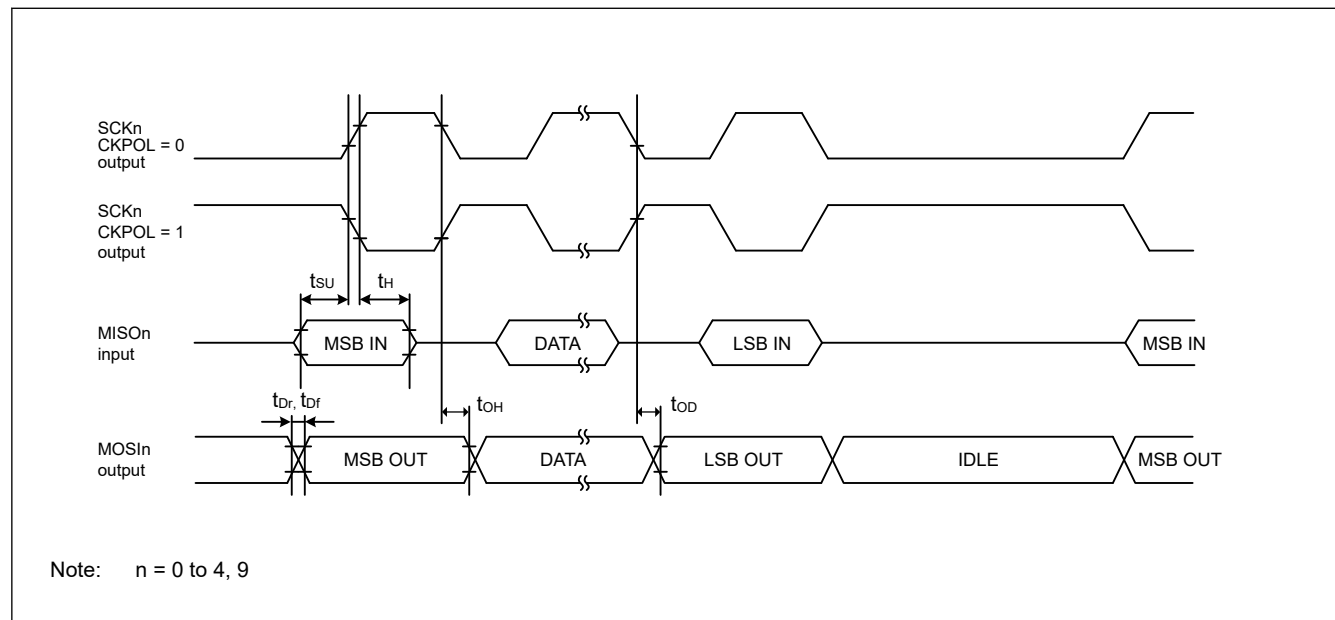 SCKn
CKPOL = 0
output
SCKn
CKPOL = 1
output
tSU
tH
MISOn
input
MSB IN
DATA
LSB IN
MSB IN
tDr, tDf
tOH
tOD
MOSIn
output
MSB OUT
DATA
LSB OUT
IDLE
MSB OUT
Note: n = 0 to 4, 9